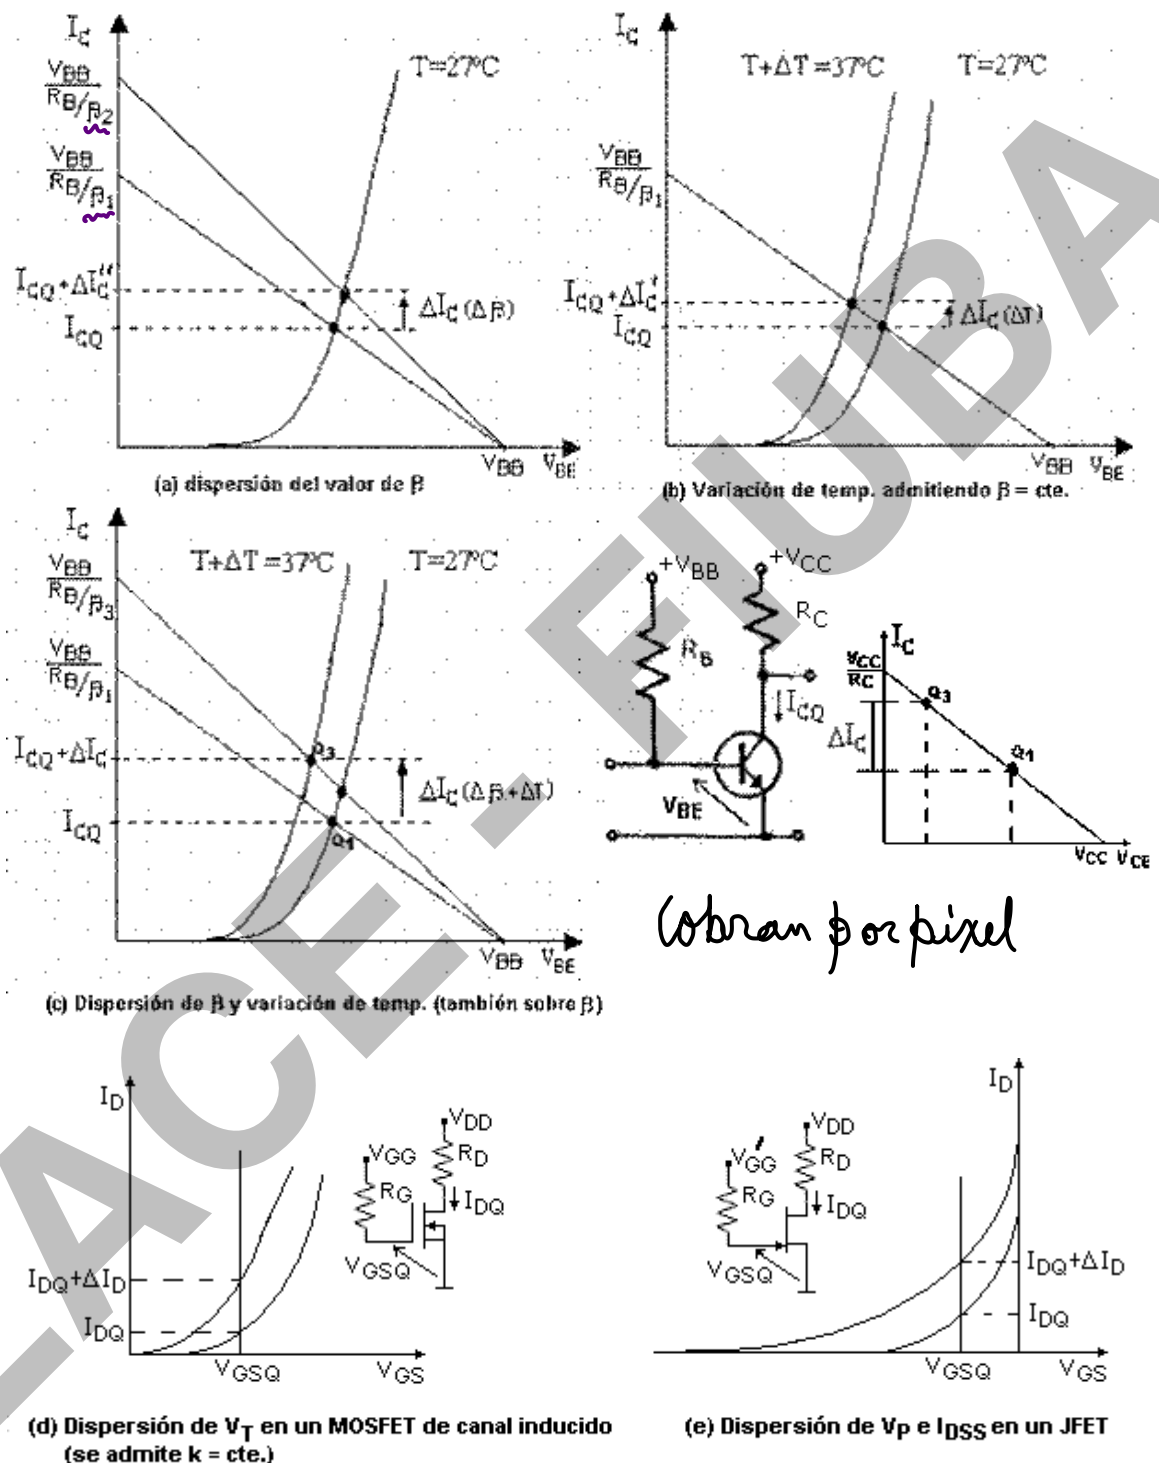 I_C
V_BB
R_B/β_2
V_BB
R_B/β_1
I_CQ+ΔI_C''
I_CQ
T=27ºC
ΔI_C(Δβ)
V_BB V_BE
(a) dispersión del valor de β
I_C
T+ΔT=37ºC T=27ºC
V_BB
R_B/β_1
I_CQ+ΔI_C'
I_CQ
ΔI_C(ΔT)
V_BB V_BE
(b) Variación de temp. admitiendo β = cte.
I_C
T+ΔT=37ºC T=27ºC
V_BB
R_B/β_3
V_BB
R_B/β_1
I_CQ+ΔI_C
I_CQ
Q3
Q1
ΔI_C(Δβ+ΔT)
V_BB V_BE
(c) Dispersión de β y variación de temp. (también sobre β)
+V_BB
+V_CC
R_C
R_B
I_CQ
V_BE
I_C
V_CC
R_C
Q3
ΔI_C
Q1
V_CC V_CE
Cobran por pixel
I_D
V_DD
V_GG
R_D
R_G
I_DQ
V_GSQ
I_DQ+ΔI_D
I_DQ
V_GSQ V_GS
(d) Dispersión de V_T en un MOSFET de canal inducido
(se admite k = cte.)
I_D
V_DD
V_GG'
R_D
R_G
I_DQ
V_GSQ
I_DQ+ΔI_D
I_DQ
V_GSQ V_GS
(e) Dispersión de V_P e I_DSS en un JFET
LACE - FIUBA